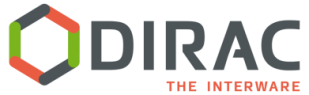 DIRAC
THE INTERWARE